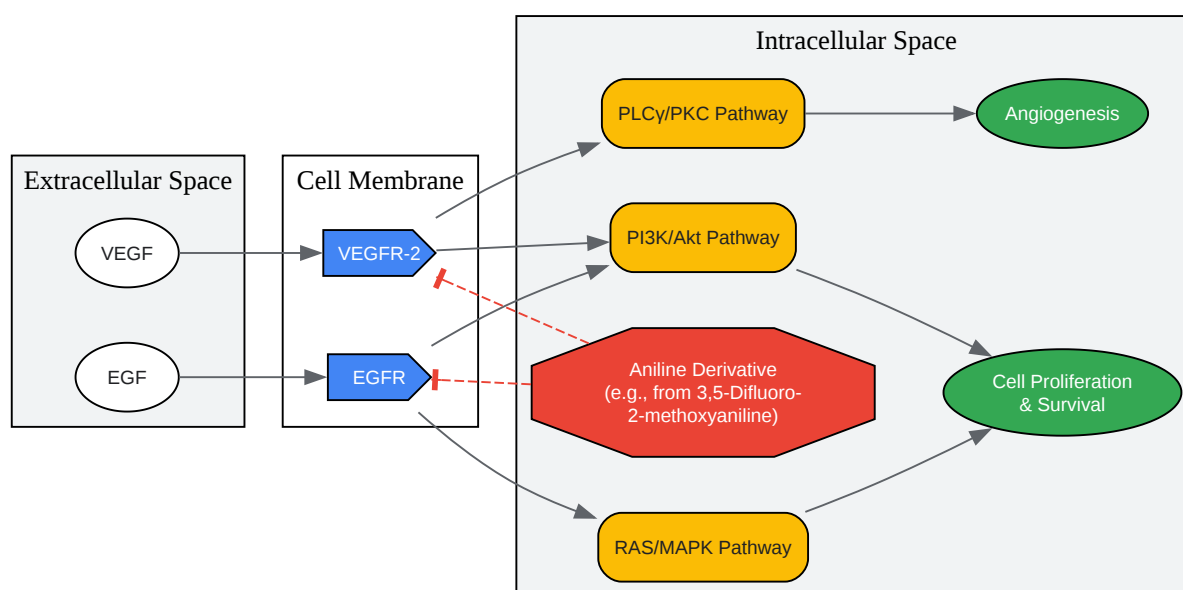 Intracellular Space
PLCγ/PKC Pathway
Angiogenesis
Extracellular Space
Cell Membrane
VEGF
VEGFR-2
PI3K/Akt Pathway
EGF
EGFR
Aniline Derivative
(e.g., from 3,5-Difluoro-
2-methoxyaniline)
Cell Proliferation
& Survival
RAS/MAPK Pathway